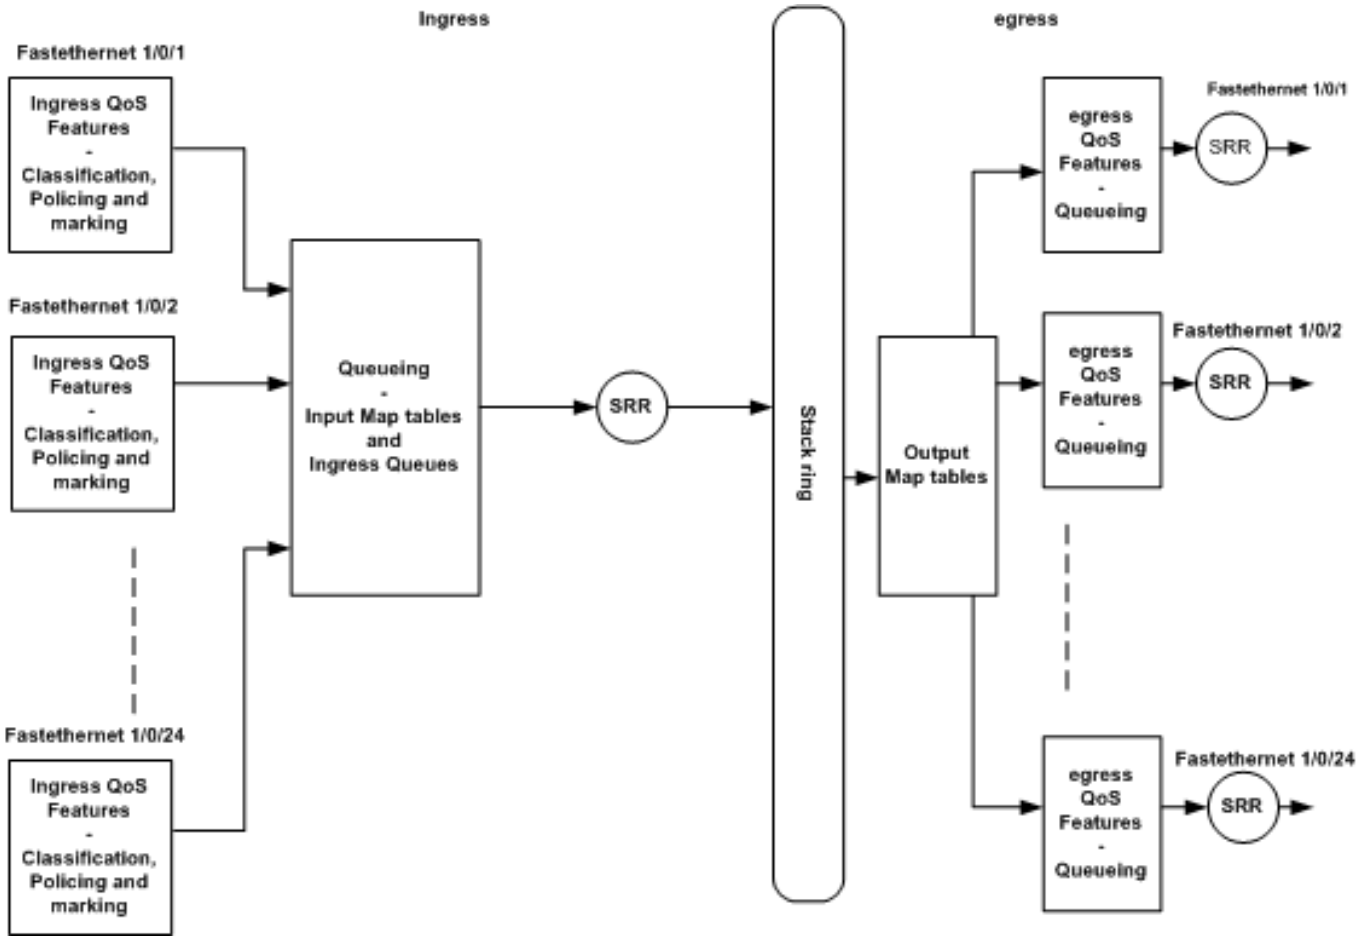 Ingress
egress
Fastethernet 1/0/1
Ingress QoS
Features
-
Classification,
Policing and
marking
Fastethernet 1/0/2
Ingress QoS
Features
-
Classification,
Policing and
marking
Fastethernet 1/0/24
Ingress QoS
Features
-
Classification,
Policing and
marking
Queueing
-
Input Map tables
and
Ingress Queues
SRR
Stack ring
Output
Map tables
egress
QoS
Features
-
Queueing
Fastethernet 1/0/1
SRR
egress
QoS
Features
-
Queueing
Fastethernet 1/0/2
SRR
egress
QoS
Features
-
Queueing
Fastethernet 1/0/24
SRR